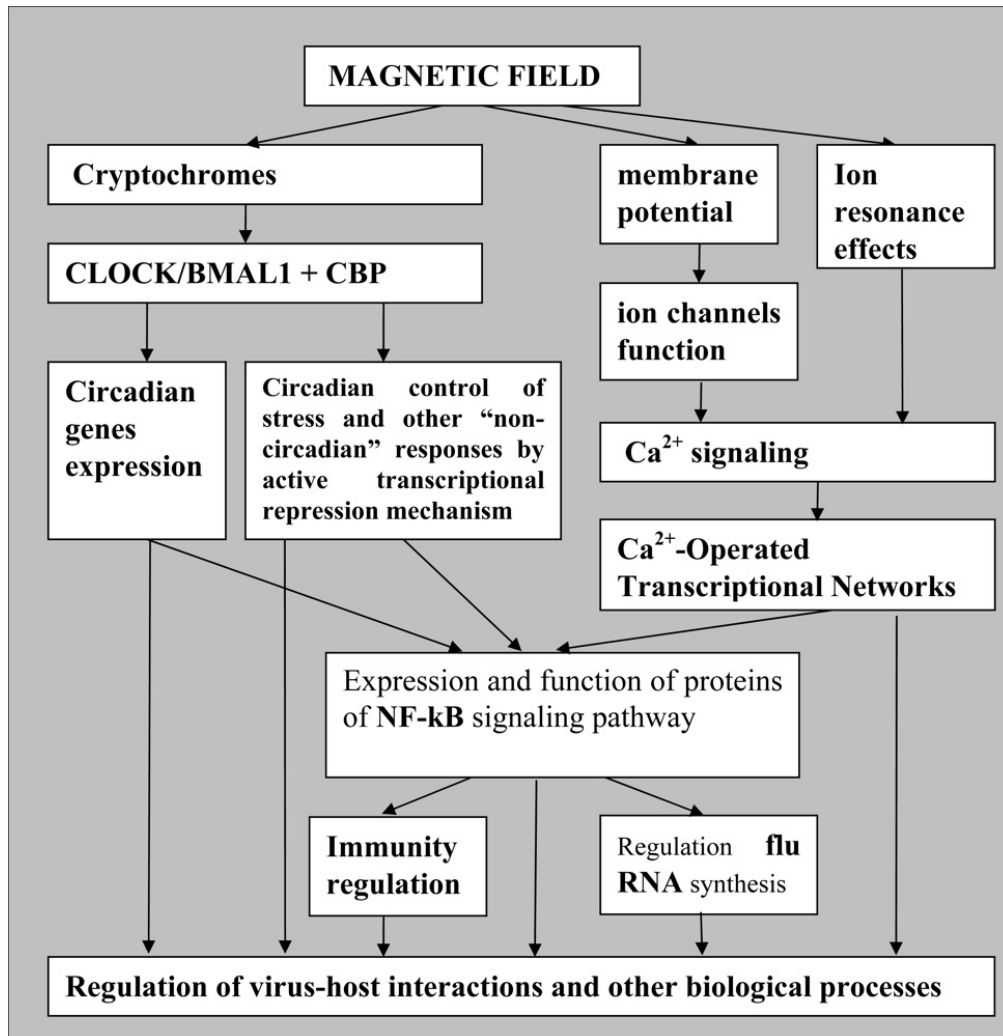 MAGNETIC FIELD
Cryptochromes
membrane
potential
Ion
resonance
effects
CLOCK/BMAL1 + CBP
ion channels
function
Circadian
genes
expression
Circadian control of
stress and other “non-
circadian” responses by
active transcriptional
repression mechanism
Ca²⁺ signaling
Ca²⁺-Operated
Transcriptional Networks
Expression and function of proteins
of NF-kB signaling pathway
Immunity
regulation
Regulation flu
RNA synthesis
Regulation of virus-host interactions and other biological processes